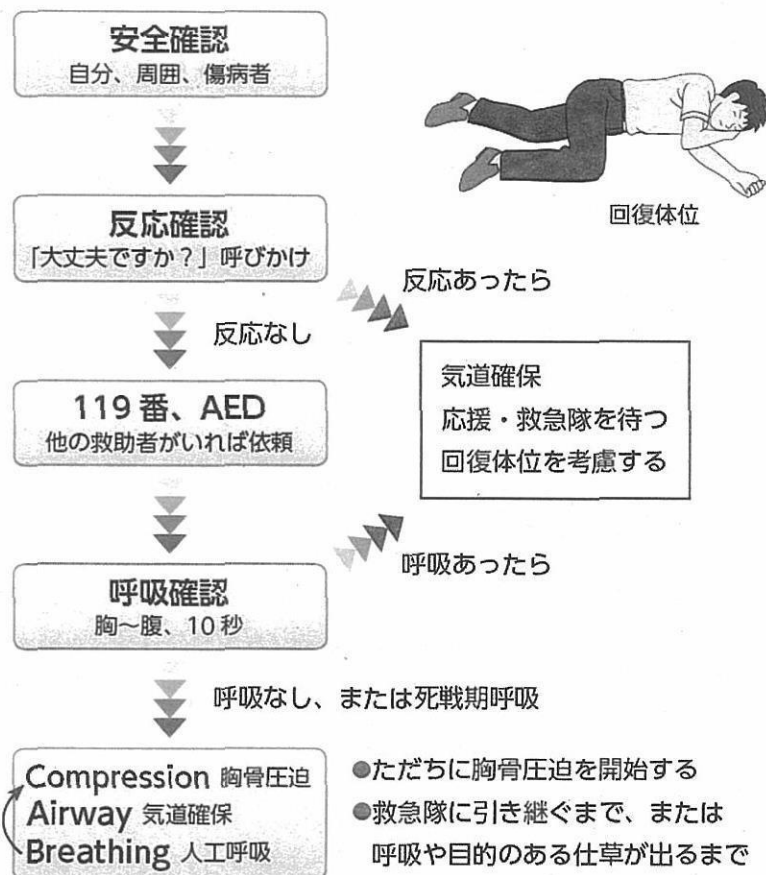 安全確認
自分、周囲、傷病者
回復体位
反応確認
「大丈夫ですか？」呼びかけ
反応あったら
反応なし
気道確保
応援・救急隊を待つ
回復体位を考慮する
119番、AED
他の救助者がいれば依頼
呼吸あったら
呼吸確認
胸〜腹、10秒
呼吸なし、または死戦期呼吸
Compression 胸骨圧迫
Airway 気道確保
Breathing 人工呼吸
●ただちに胸骨圧迫を開始する
●救急隊に引き継ぐまで、または
呼吸や目的のある仕草が出るまで